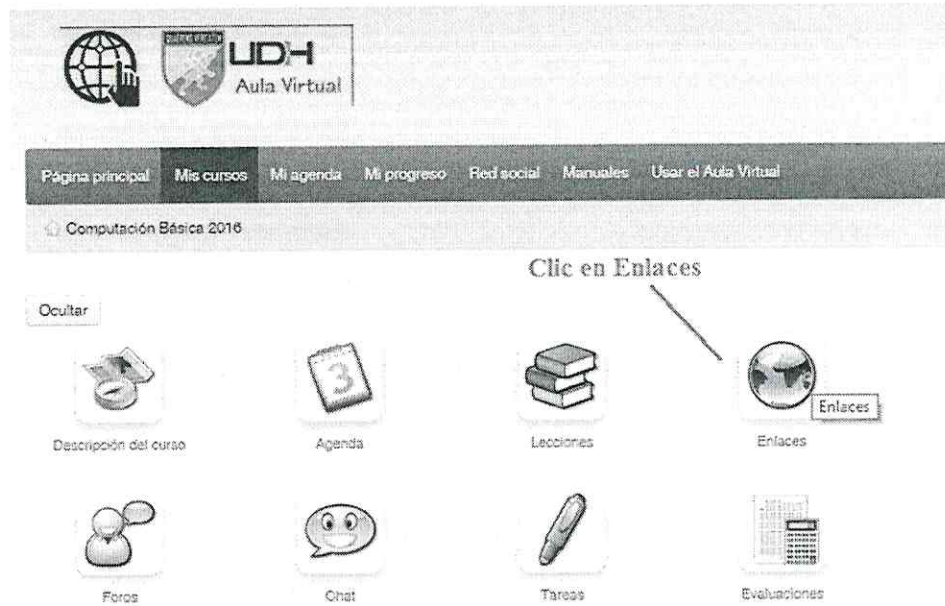 UDH
Aula Virtual
Página principal Mis cursos Mi agenda Mi progreso Red social Manuales Usar el Aula Virtual
Computación Básica 2016
Clic en Enlaces
Ocultar
3
Enlaces
Descripción del curso Agenda Lecciones Enlaces
Foros Chat Tareas Evaluaciones